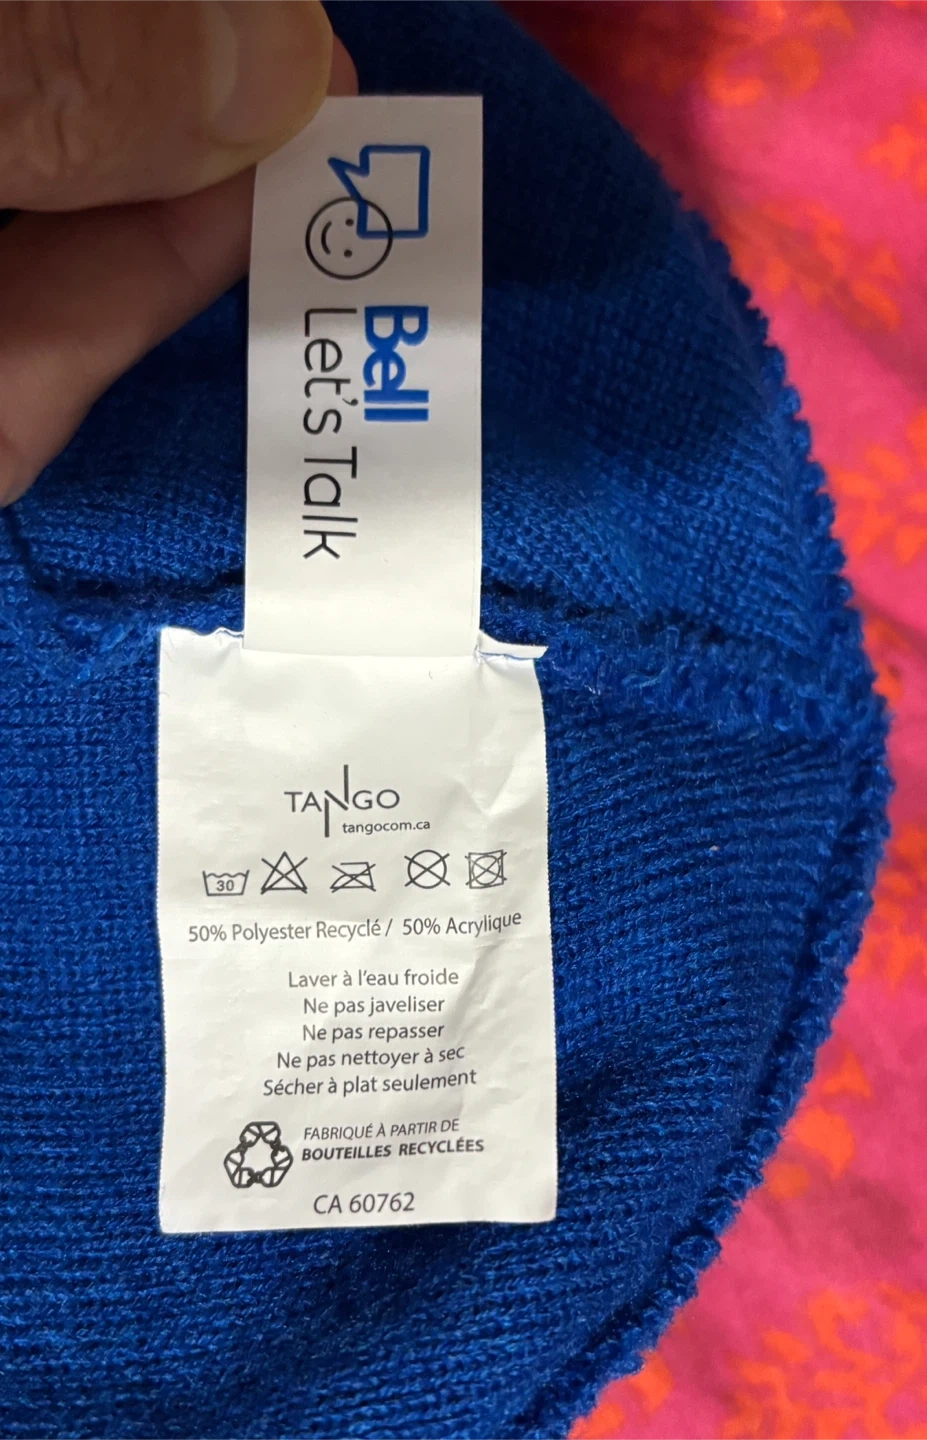 Bell
Let's Talk
TANGO
tangocom.ca
30
50% Polyester Recyclé / 50% Acrylique
Laver à l'eau froide
Ne pas javeliser
Ne pas repasser
Ne pas nettoyer à sec
Sécher à plat seulement
FABRIQUÉ À PARTIR DE
BOUTEILLES RECYCLÉES
CA 60762